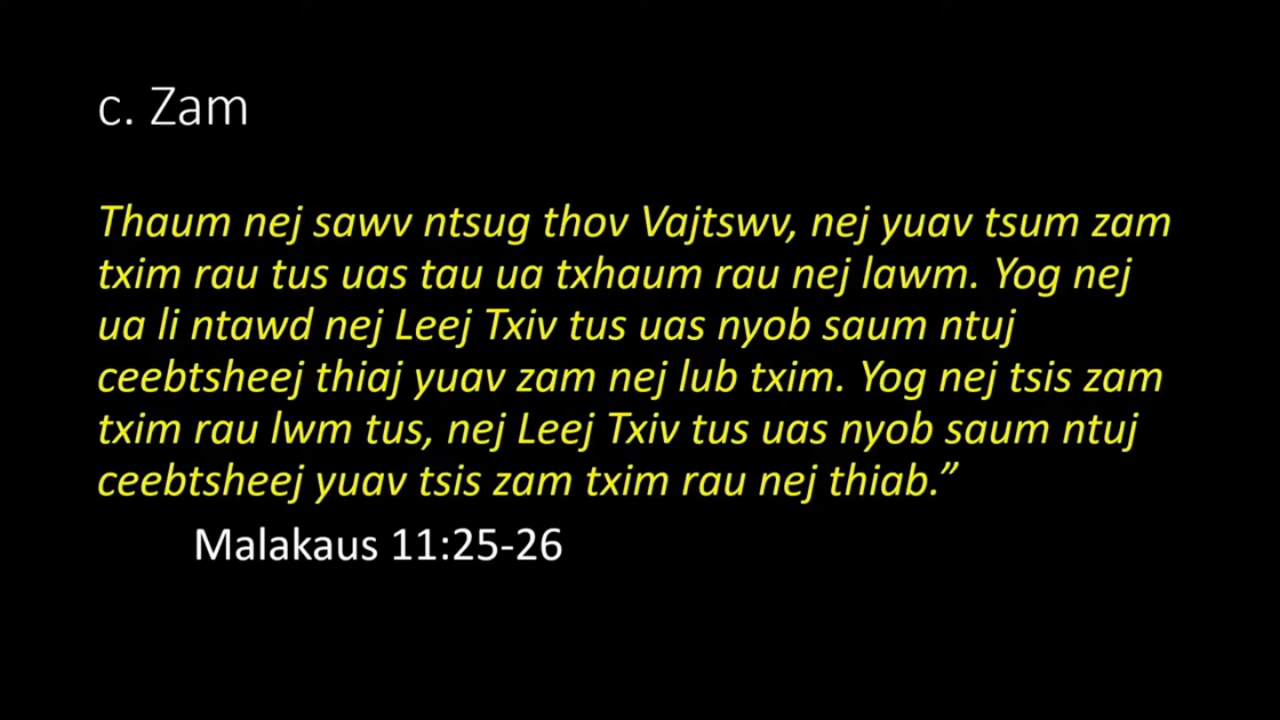 c. Zam
Thaum nej sawv ntsug thov Vajtswv, nej yuav tsum zam
txim rau tus uas tau ua txhaum rau nej lawm. Yog nej
ua li ntawd nej Leej Txiv tus uas nyob saum ntuj
ceebtsheej thiaj yuav zam nej lub txim. Yog nej tsis zam
txim rau lwm tus, nej Leej Txiv tus uas nyob saum ntuj
ceebtsheej yuav tsis zam txim rau nej thiab.”
Malakaus 11:25-26